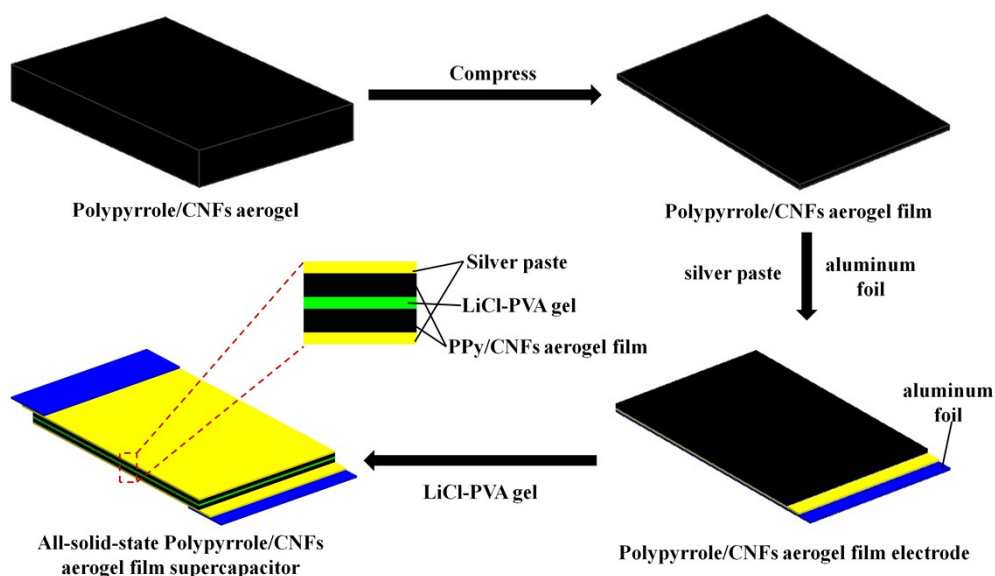 Compress
Polypyrrole/CNFs aerogel
Polypyrrole/CNFs aerogel film
silver paste
aluminum
foil
Silver paste
LiCl-PVA gel
PPy/CNFs aerogel film
aluminum
foil
LiCl-PVA gel
All-solid-state Polypyrrole/CNFs
aerogel film supercapacitor
Polypyrrole/CNFs aerogel film electrode